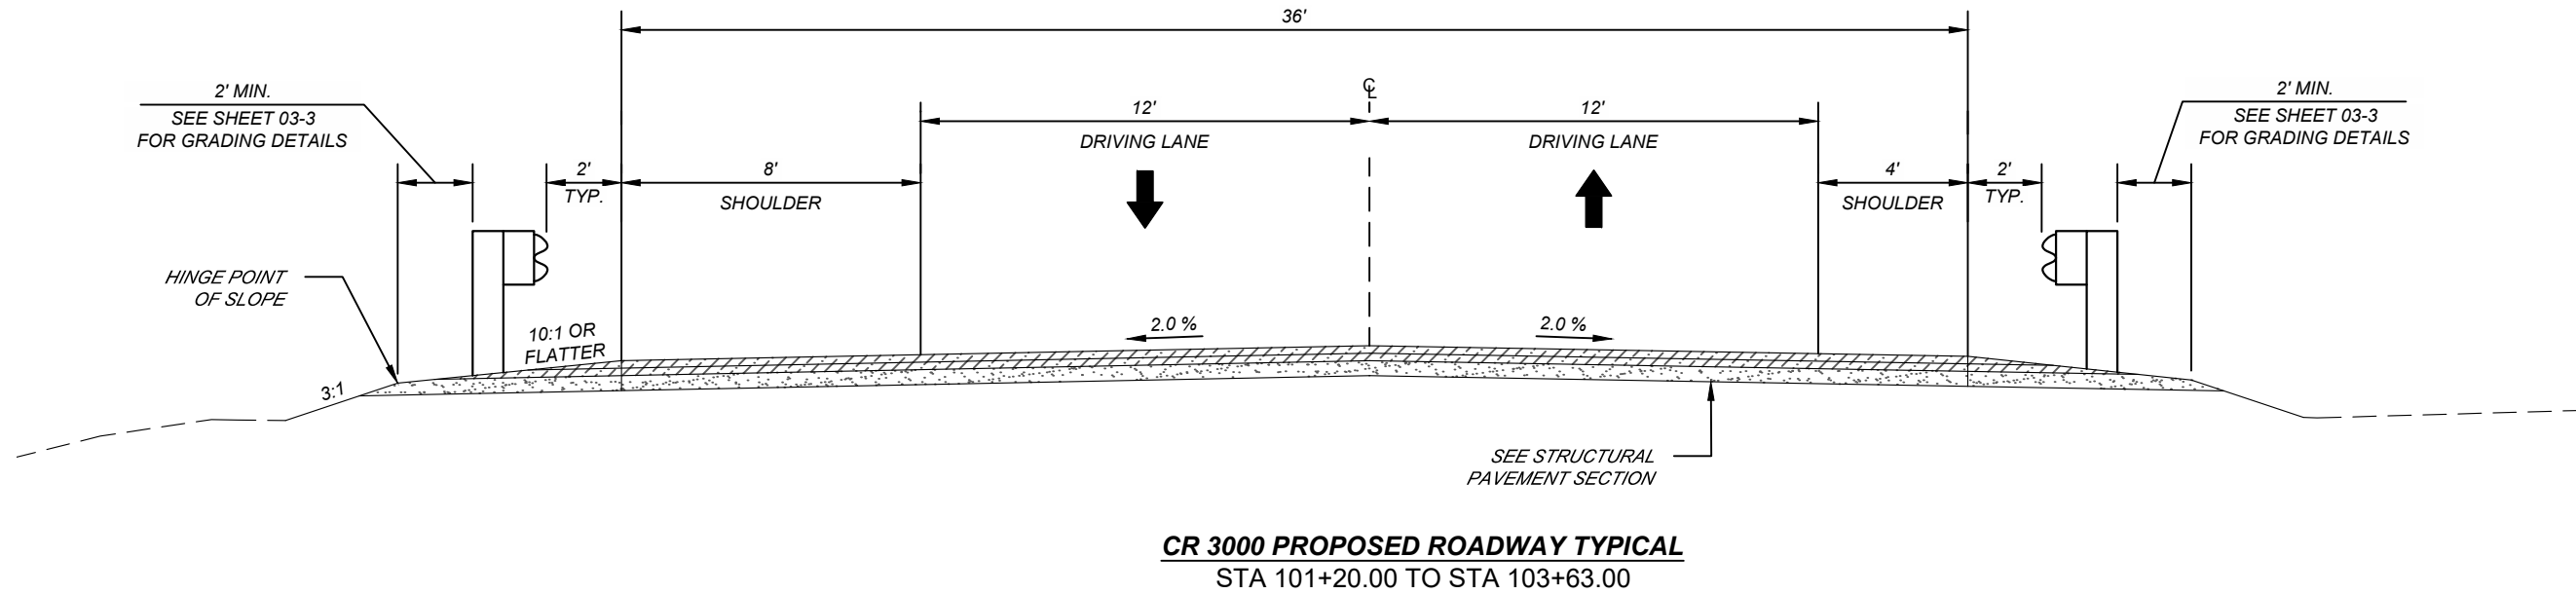 36'
2' MIN.
SEE SHEET 03-3
FOR GRADING DETAILS
℄
12'
DRIVING LANE
12'
DRIVING LANE
2' MIN.
SEE SHEET 03-3
FOR GRADING DETAILS
2'
TYP.
8'
SHOULDER
4'
SHOULDER
2'
TYP.
HINGE POINT
OF SLOPE
10:1 OR
FLATTER
2.0 %
2.0 %
3:1
SEE STRUCTURAL
PAVEMENT SECTION
CR 3000 PROPOSED ROADWAY TYPICAL
STA 101+20.00 TO STA 103+63.00